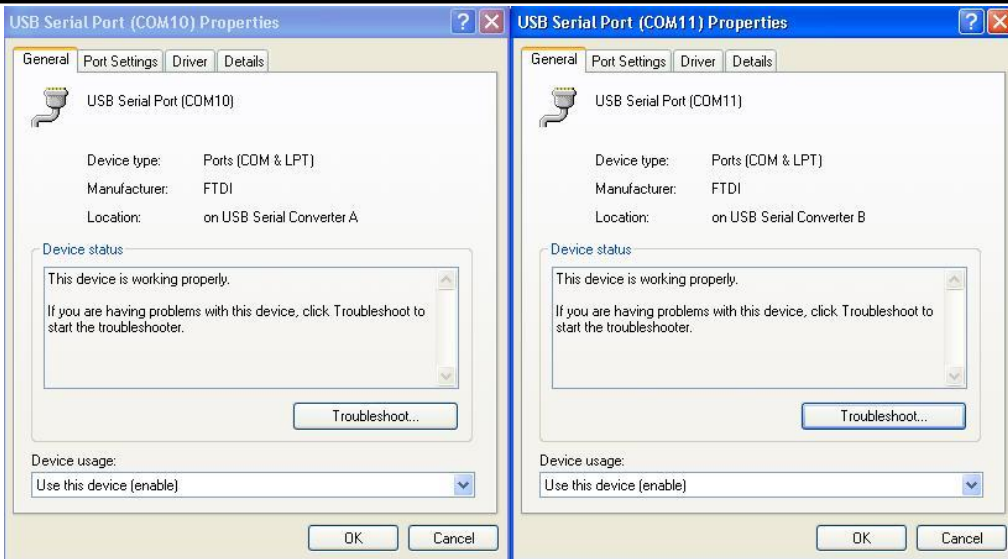 USB Serial Port (COM10) Properties
General Port Settings Driver Details
USB Serial Port (COM10)
Device type: Ports (COM & LPT)
Manufacturer: FTDI
Location: on USB Serial Converter A
Device status
This device is working properly.
If you are having problems with this device, click Troubleshoot to
start the troubleshooter.
Troubleshoot...
Device usage:
Use this device (enable)
OK Cancel
USB Serial Port (COM11) Properties
General Port Settings Driver Details
USB Serial Port (COM11)
Device type: Ports (COM & LPT)
Manufacturer: FTDI
Location: on USB Serial Converter B
Device status
This device is working properly.
If you are having problems with this device, click Troubleshoot to
start the troubleshooter.
Troubleshoot...
Device usage:
Use this device (enable)
OK Cancel